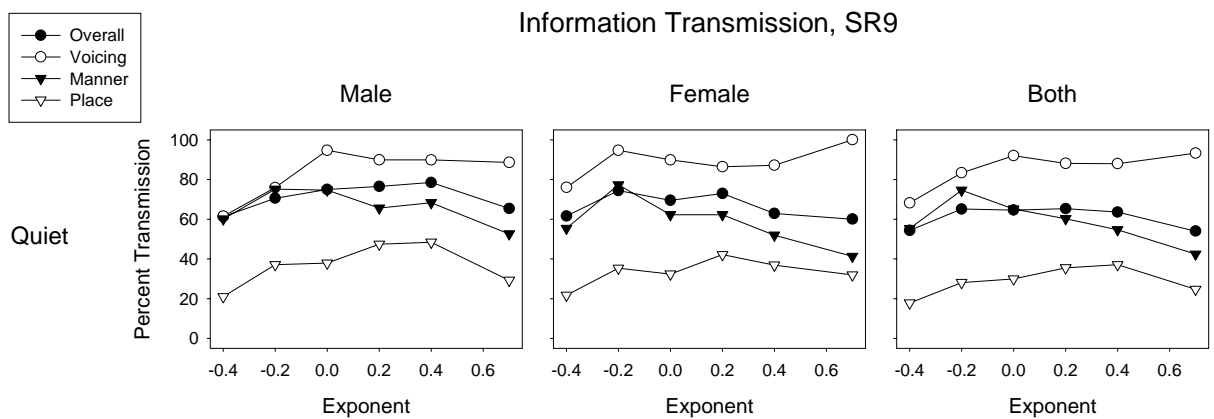 Information Transmission, SR9
Overall
Voicing
Manner
Place
Male
Female
Both
Quiet
Percent Transmission
100
80
60
40
20
0
-0.4 -0.2 0.0 0.2 0.4 0.6
-0.4 -0.2 0.0 0.2 0.4 0.6
-0.4 -0.2 0.0 0.2 0.4 0.6
Exponent
Exponent
Exponent